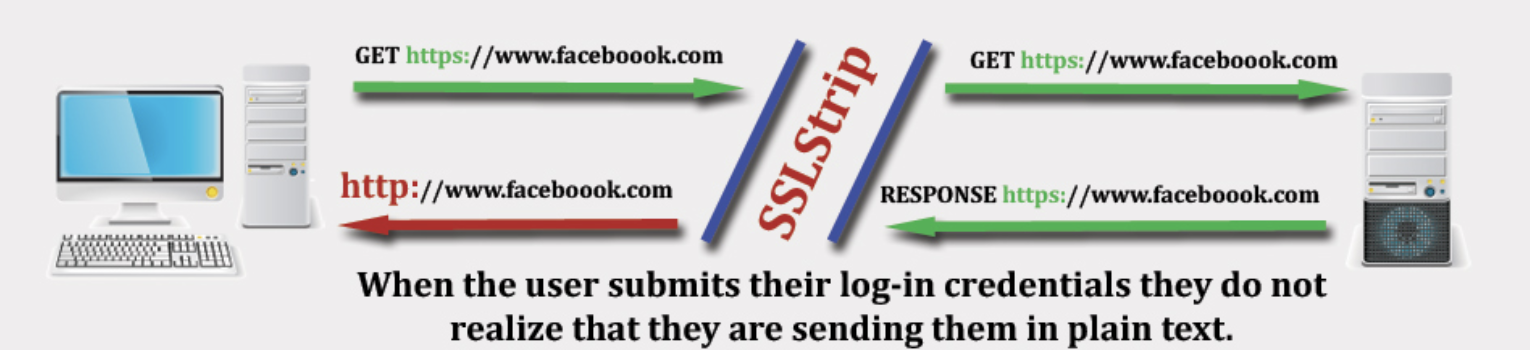 GET https://www.faceboook.com
GET https://www.faceboook.com
SSLStrip
http://www.faceboook.com
RESPONSE https://www.faceboook.com
When the user submits their log-in credentials they do not
realize that they are sending them in plain text.